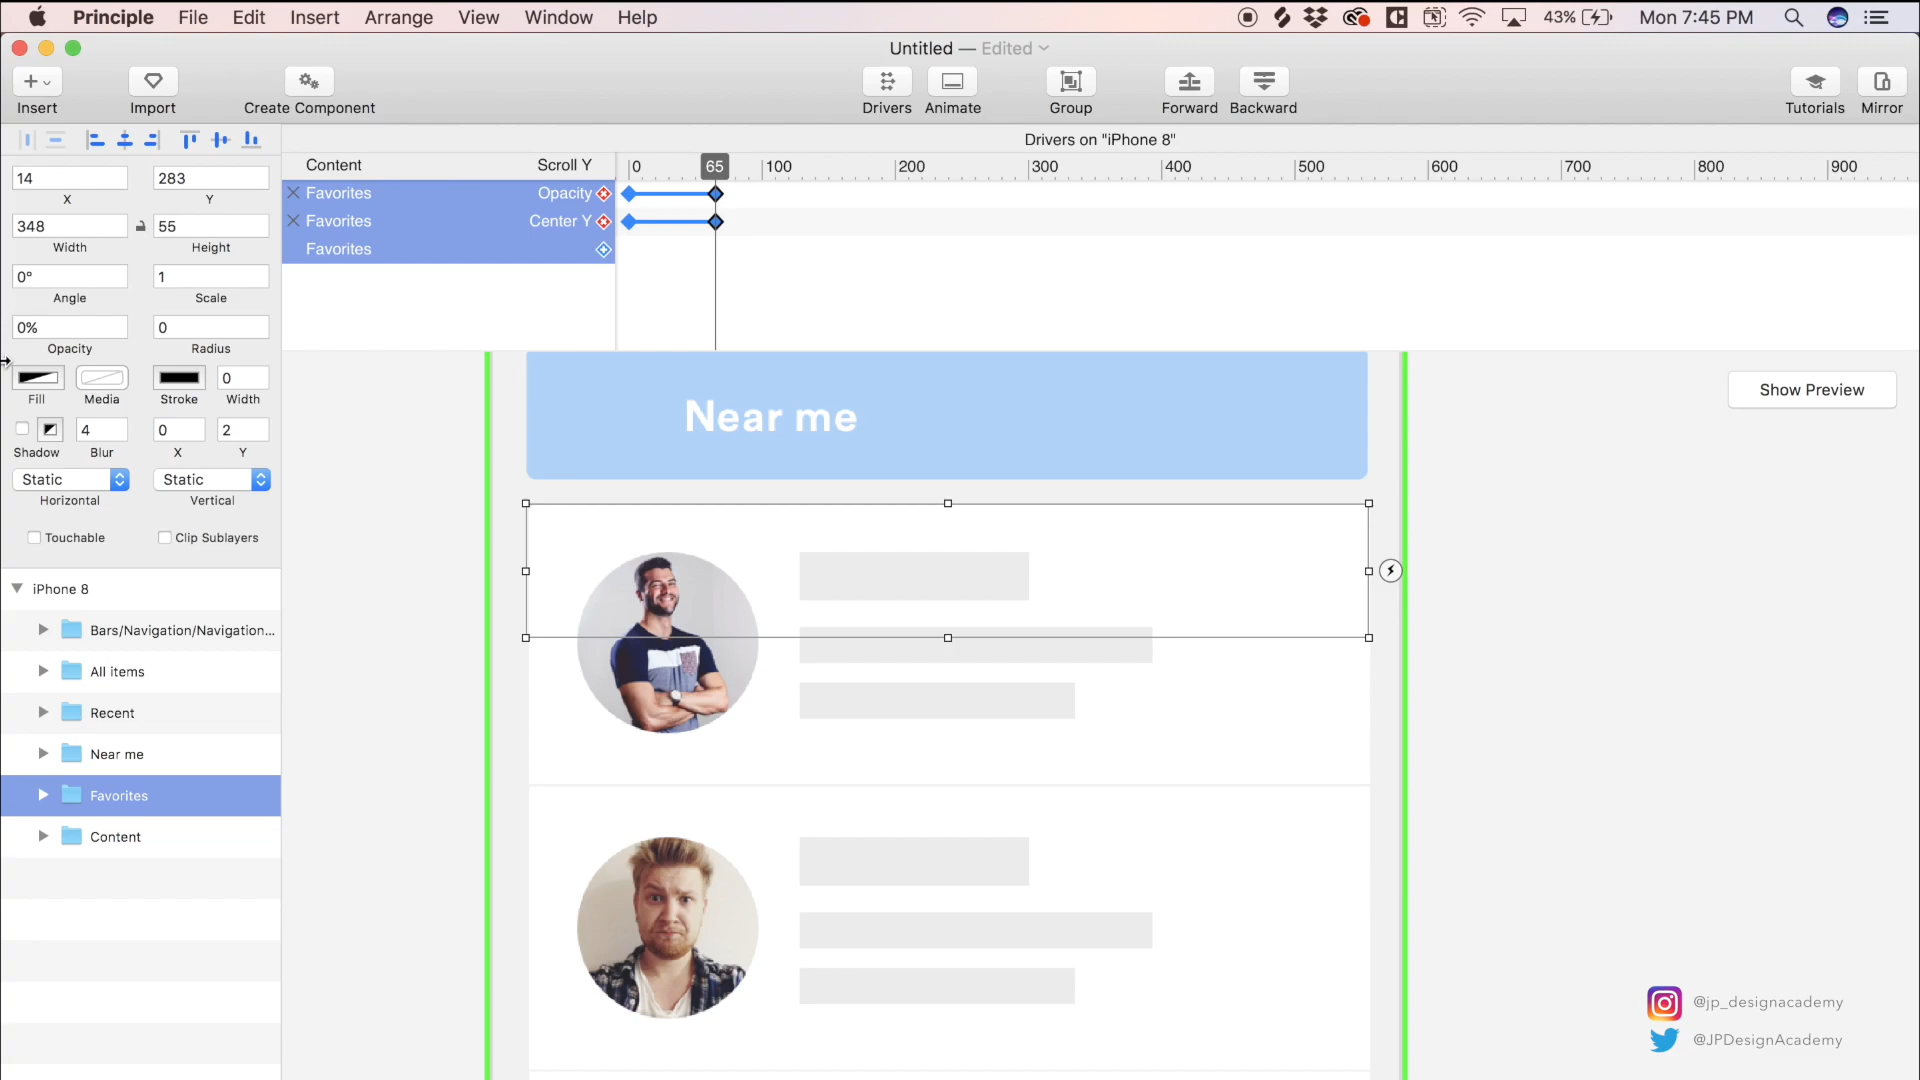 Principle File Edit Insert Arrange View Window Help 43% Mon 7:45 PM
Untitled — Edited
Insert Import Create Component Drivers Animate Group Forward Backward Tutorials Mirror
Drivers on "iPhone 8"
Content Scroll Y 0 65 100 200 300 400 500 600 700 800 900
Favorites Opacity
Favorites Center Y
Favorites
14 283
X Y
348 55
Width Height
0° 1
Angle Scale
0% 0
Opacity Radius
0
Fill Media Stroke Width
4 0 2
Shadow Blur X Y
Static Static
Horizontal Vertical
Touchable Clip Sublayers
iPhone 8
Bars/Navigation/Navigation...
All items
Recent
Near me
Favorites
Content
Near me
Show Preview
@jp_designacademy
@JPDesignAcademy